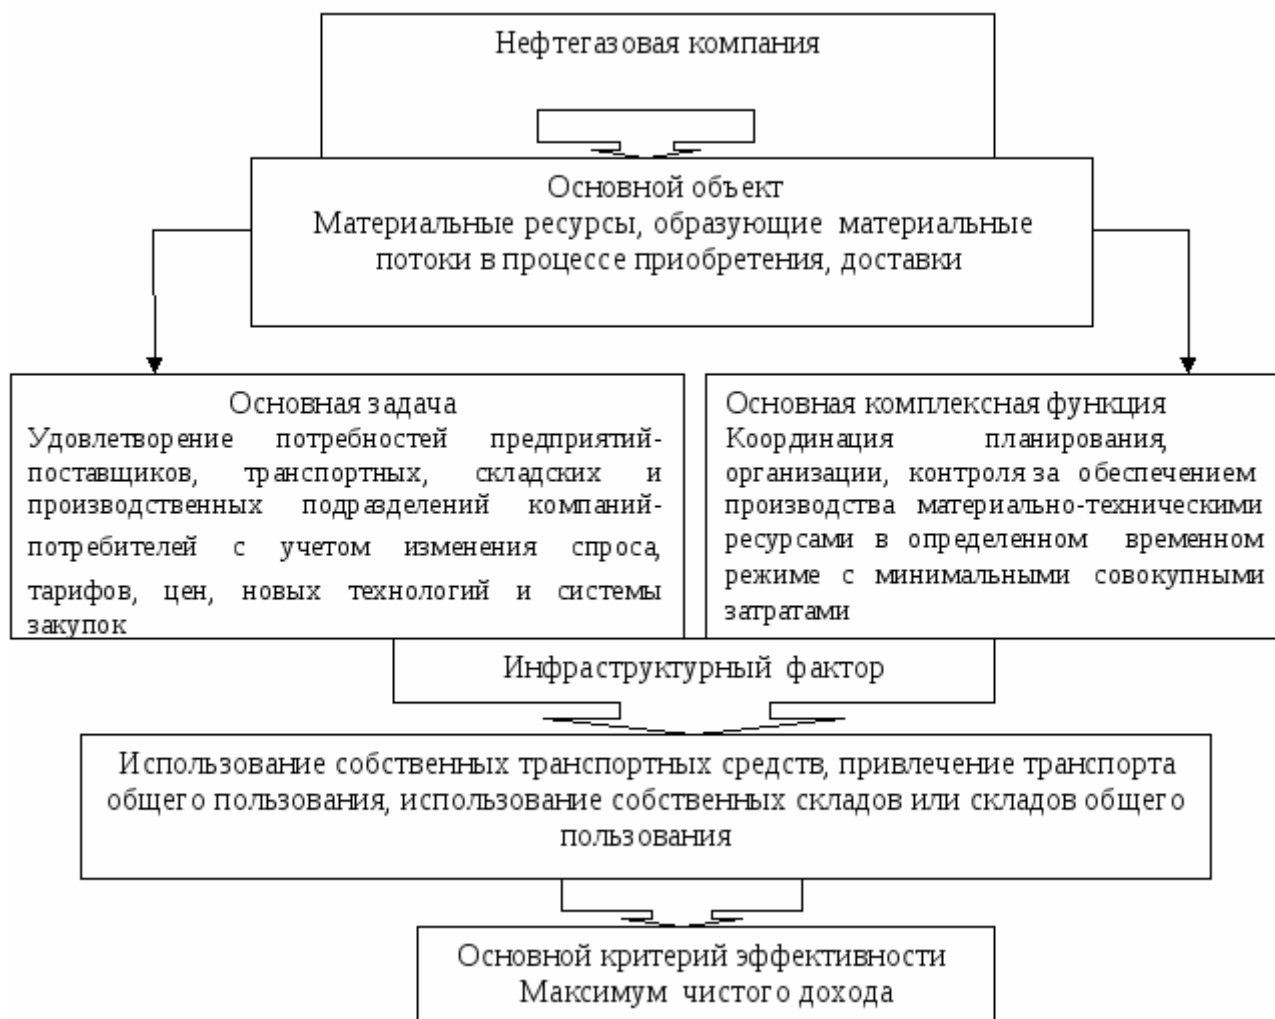 Нефтегазовая компания
Основной объект
Материальные ресурсы, образующие материальные
потоки в процессе приобретения, доставки
Основная задача
Удовлетворение потребностей предприятий-
поставщиков, транспортных, складских и
производственных подразделений компаний-
потребителей с учетом изменения спроса,
тарифов, цен, новых технологий и системы
закупок
Основная комплексная функция
Координация планирования,
организации, контроля за обеспечением
производства материально-техническими
ресурсами в определенном временном
режиме с минимальными совокупными
затратами
Инфраструктурный фактор
Использование собственных транспортных средств, привлечение транспорта
общего пользования, использование собственных складов или складов общего
пользования
Основной критерий эффективности
Максимум чистого дохода